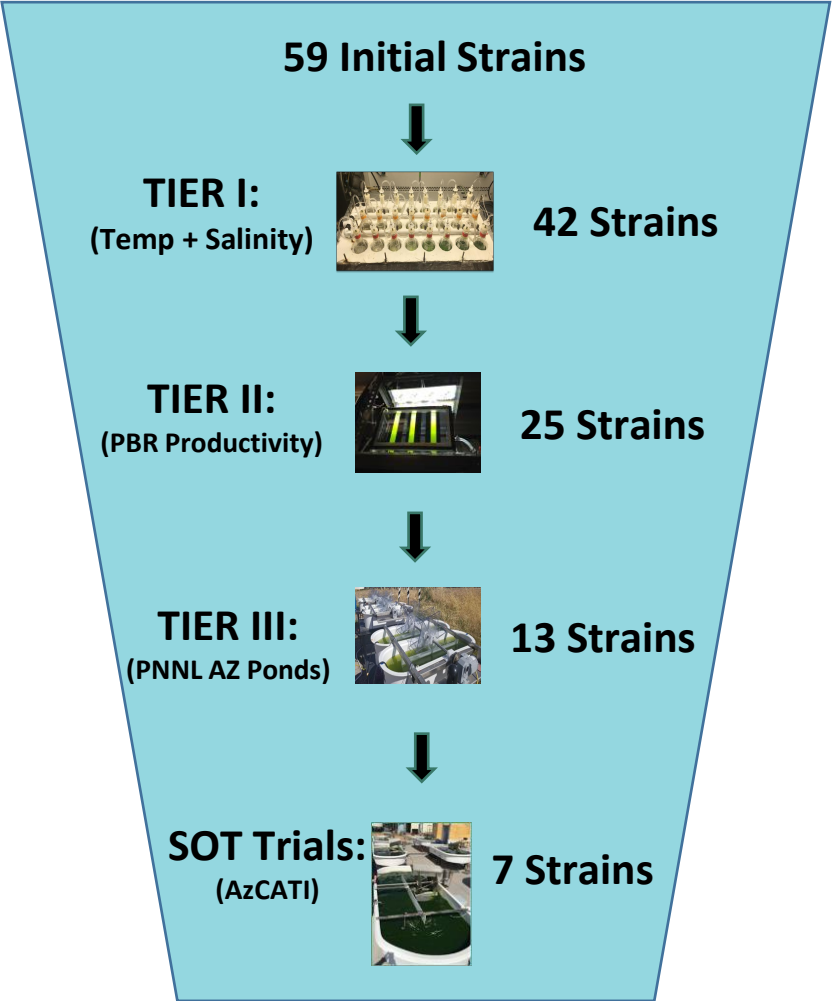 59 Initial Strains
TIER I:
(Temp + Salinity)
42 Strains
TIER II:
(PBR Productivity)
25 Strains
TIER III:
(PNNL AZ Ponds)
13 Strains
SOT Trials:
(AzCATI)
7 Strains